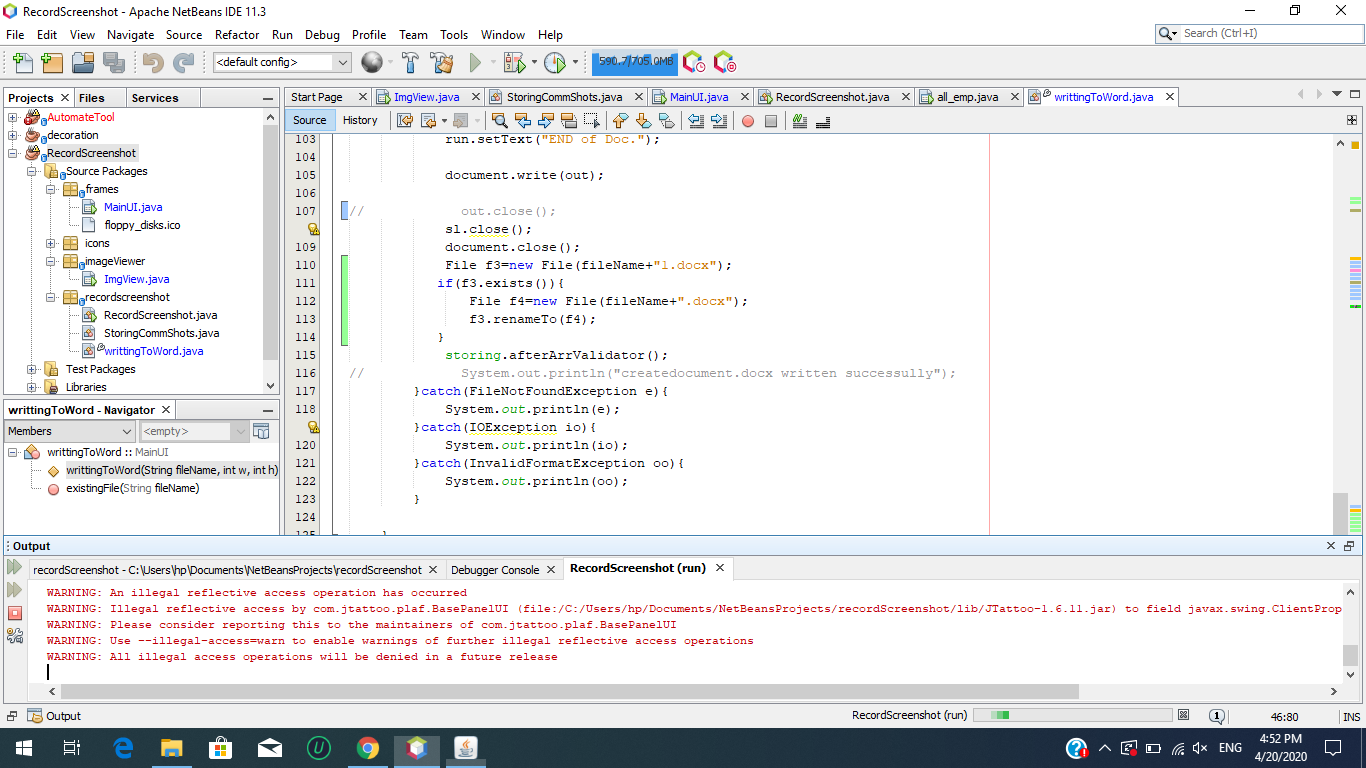 RecordScreenshot - Apache NetBeans IDE 11.3
File Edit View Navigate Source Refactor Run Debug Profile Team Tools Window Help
Search (Ctrl+I)
<default config>
590.7/705.0MB
Projects Files Services
Start Page ImgView.java StoringCommShots.java MainUI.java RecordScreenshot.java all_emp.java writtingToWord.java
Source History
AutomateTool
decoration
RecordScreenshot
Source Packages
frames
MainUI.java
floppy_disks.ico
icons
imageViewer
ImgView.java
recordscreenshot
RecordScreenshot.java
StoringCommShots.java
writtingToWord.java
Test Packages
Libraries
writtingToWord - Navigator
Members <empty>
writtingToWord :: MainUI
writtingToWord(String fileName, int w, int h)
existingFile(String fileName)
103 run.setText("END of Doc.");
104
105 document.write(out);
106
107 // out.close();
sl.close();
109 document.close();
110 File f3=new File(fileName+"1.docx");
111 if(f3.exists()){
112 File f4=new File(fileName+".docx");
113 f3.renameTo(f4);
114 }
115 storing.afterArrValidator();
116 // System.out.println("createdocument.docx written successully");
117 }catch(FileNotFoundException e){
118 System.out.println(e);
}catch(IOException io){
120 System.out.println(io);
121 }catch(InvalidFormatException oo){
122 System.out.println(oo);
123 }
124
125 }
Output
recordScreenshot - C:\Users\hp\Documents\NetBeansProjects\recordScreenshot Debugger Console RecordScreenshot (run)
WARNING: An illegal reflective access operation has occurred
WARNING: Illegal reflective access by com.jtattoo.plaf.BasePanelUI (file:/C:/Users/hp/Documents/NetBeansProjects/recordScreenshot/lib/JTattoo-1.6.11.jar) to field javax.swing.ClientProp
WARNING: Please consider reporting this to the maintainers of com.jtattoo.plaf.BasePanelUI
WARNING: Use --illegal-access=warn to enable warnings of further illegal reflective access operations
WARNING: All illegal access operations will be denied in a future release
Output
RecordScreenshot (run)
1
46:80
INS
ENG
4:52 PM
4/20/2020